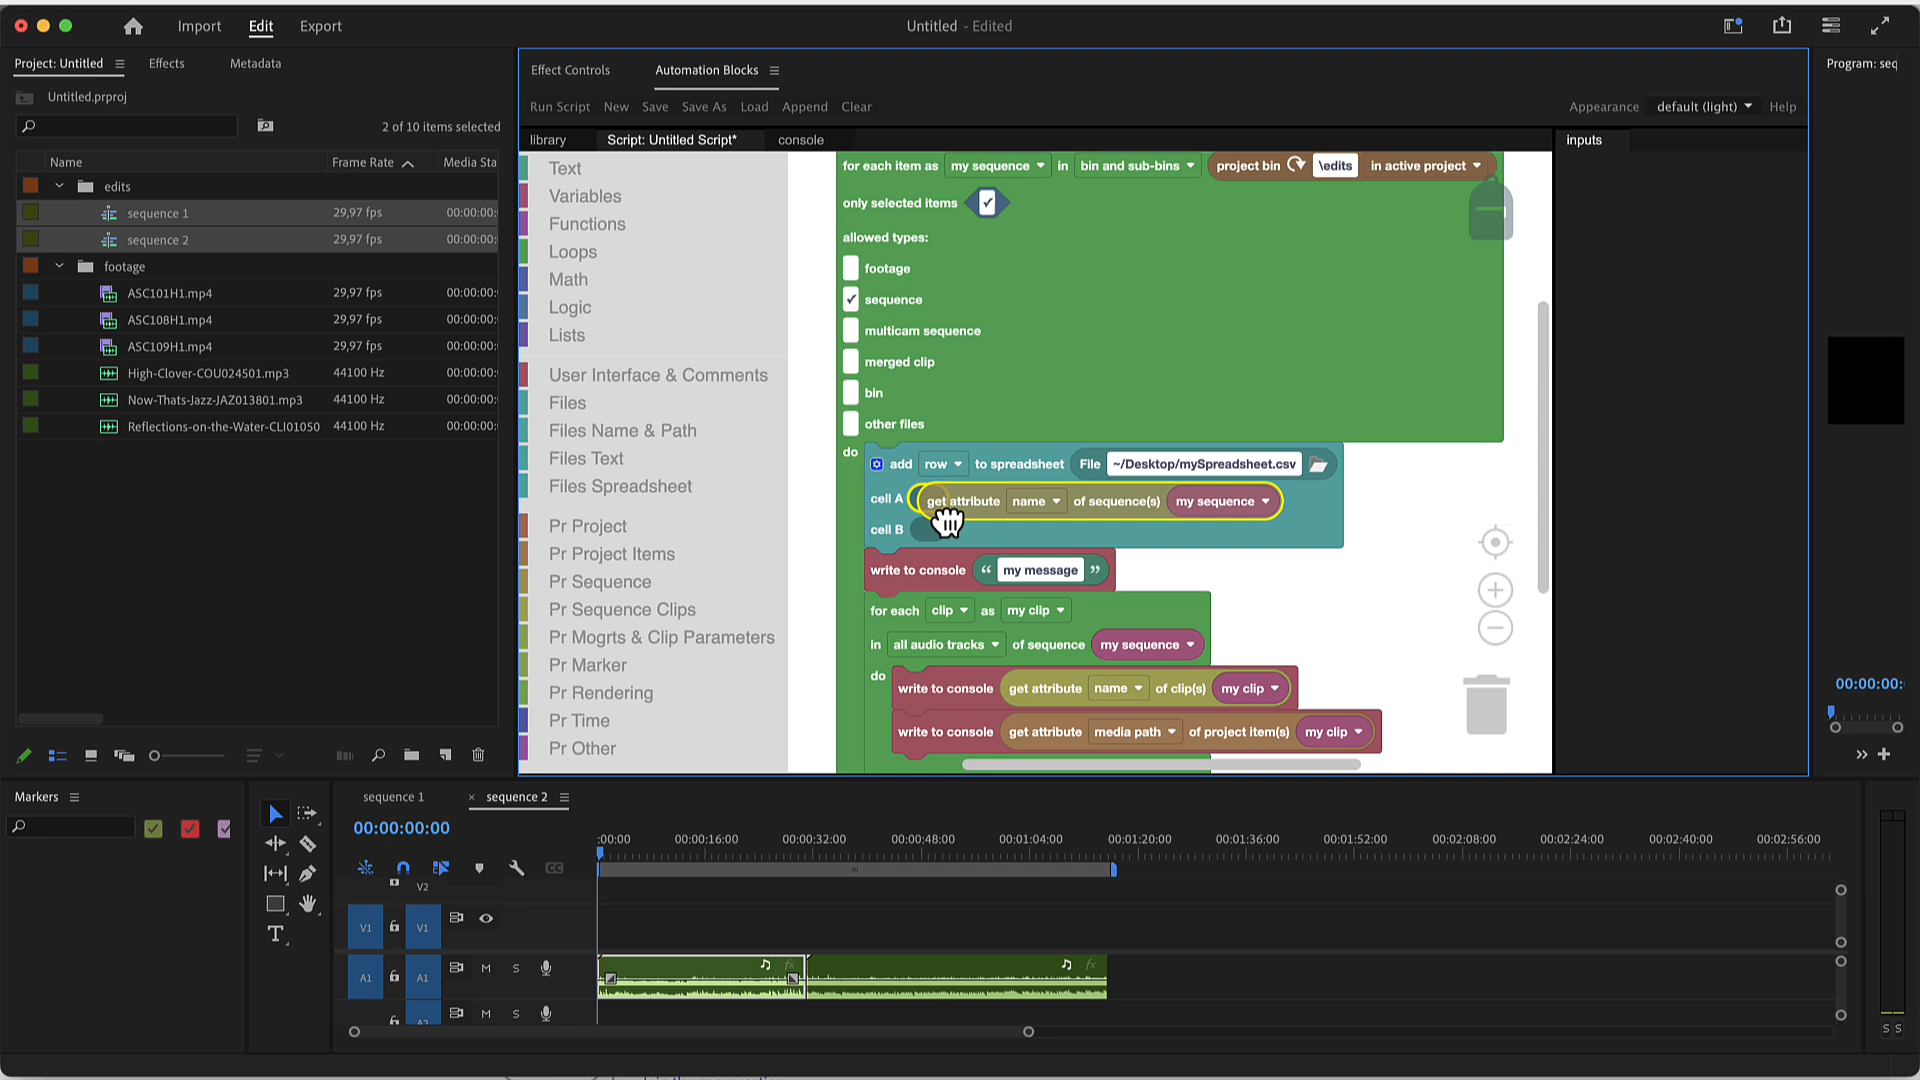 Import Edit Export
Untitled - Edited
Project: Untitled
Effects
Metadata
Untitled.prproj
2 of 10 items selected
Name Frame Rate Media Sta
edits
sequence 1 29,97 fps 00:00:00:
sequence 2 29,97 fps 00:00:00:
footage
ASC101H1.mp4 29,97 fps 00:00:00:
ASC108H1.mp4 29,97 fps 00:00:00:
ASC109H1.mp4 29,97 fps 00:00:00:
High-Clover-COU024501.mp3 44100 Hz 00:00:00:
Now-Thats-Jazz-JAZ013801.mp3 44100 Hz 00:00:00:
Reflections-on-the-Water-CLI01050 44100 Hz 00:00:00:
Effect Controls
Automation Blocks
Run Script New Save Save As Load Append Clear
Appearance default (light) Help
library
Script: Untitled Script*
console
inputs
Text
Variables
Functions
Loops
Math
Logic
Lists
User Interface & Comments
Files
Files Name & Path
Files Text
Files Spreadsheet
Pr Project
Pr Project Items
Pr Sequence
Pr Sequence Clips
Pr Mogrts & Clip Parameters
Pr Marker
Pr Rendering
Pr Time
Pr Other
for each item as my sequence in bin and sub-bins project bin \edits in active project
only selected items
allowed types:
footage
sequence
multicam sequence
merged clip
bin
other files
do
add row to spreadsheet File ~/Desktop/mySpreadsheet.csv
cell A get attribute name of sequence(s) my sequence
cell B
write to console “ my message ”
for each clip as my clip
in all audio tracks of sequence my sequence
do
write to console get attribute name of clip(s) my clip
write to console get attribute media path of project item(s) my clip
Program: seq
00:00:00:
Markers
sequence 1
× sequence 2
00:00:00:00
:00:00 00:00:16:00 00:00:32:00 00:00:48:00 00:01:04:00 00:01:20:00 00:01:36:00 00:01:52:00 00:02:08:00 00:02:24:00 00:02:40:00 00:02:56:00
CC
V2
V1 V1
A1 A1 M S
fx fx
A2 M S
T
S S